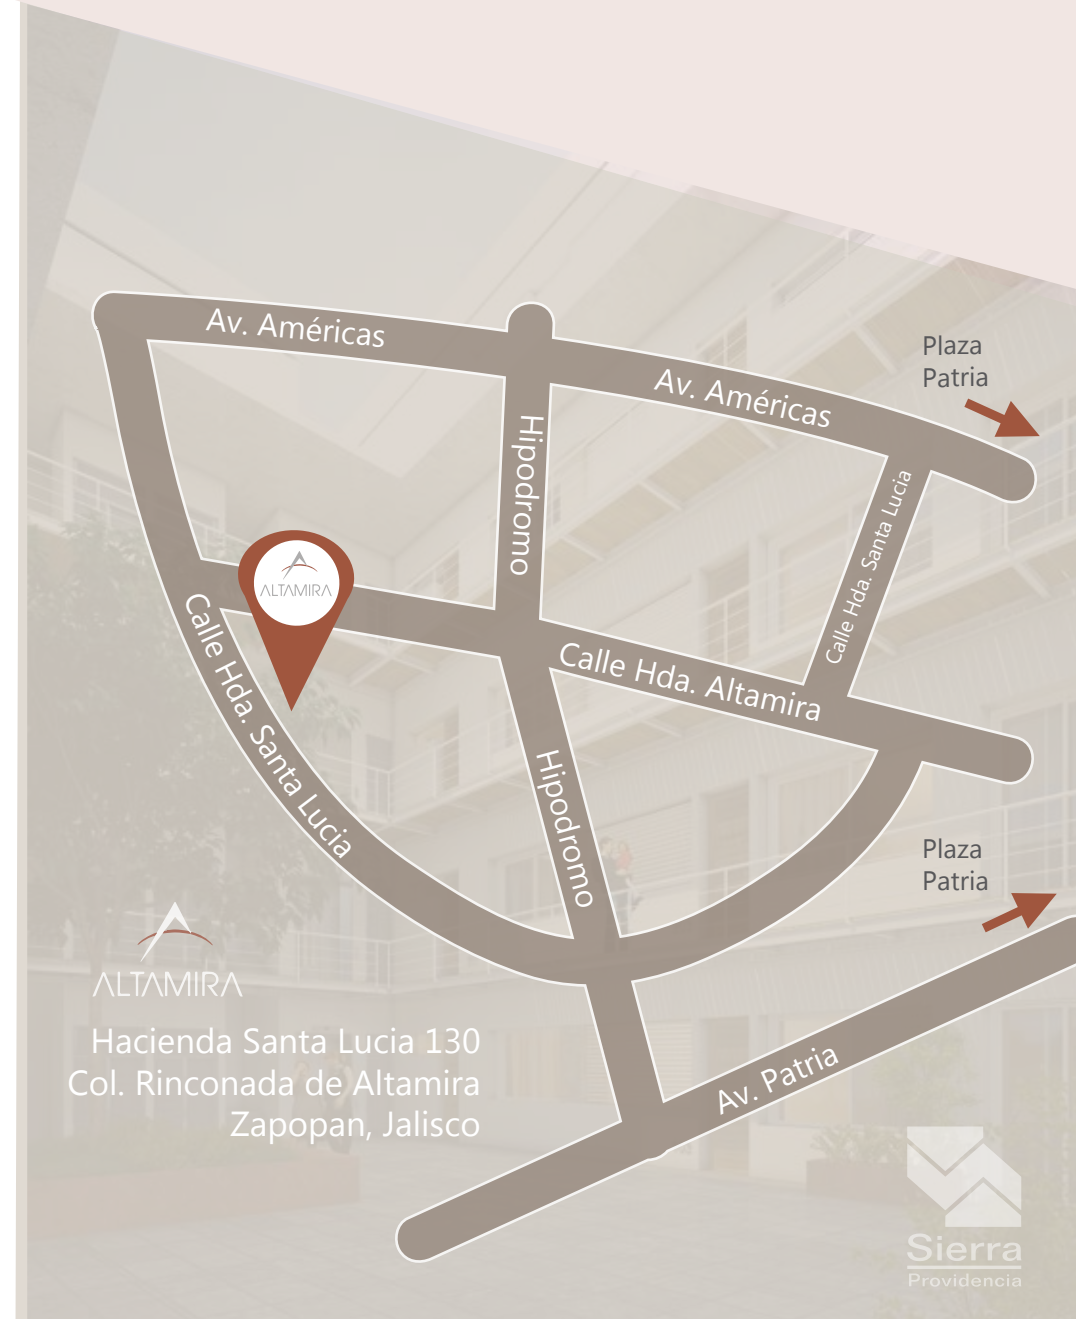 Av. Américas
Av. Américas
Plaza
Patria
Hipodromo
Calle Hda. Santa Lucia
ALTAMIRA
Calle Hda. Santa Lucia
Calle Hda. Altamira
Hipodromo
Plaza
Patria
ALTAMIRA
Hacienda Santa Lucia 130
Col. Rinconada de Altamira
Zapopan, Jalisco
Av. Patria
Sierra
Providencia